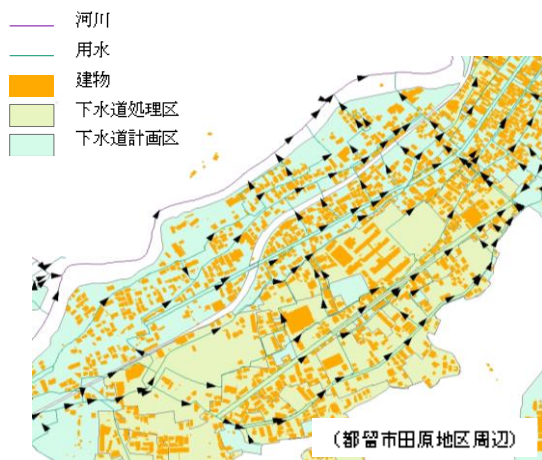 河川
用水
建物
下水道処理区
下水道計画区
（都留市田原地区周辺）